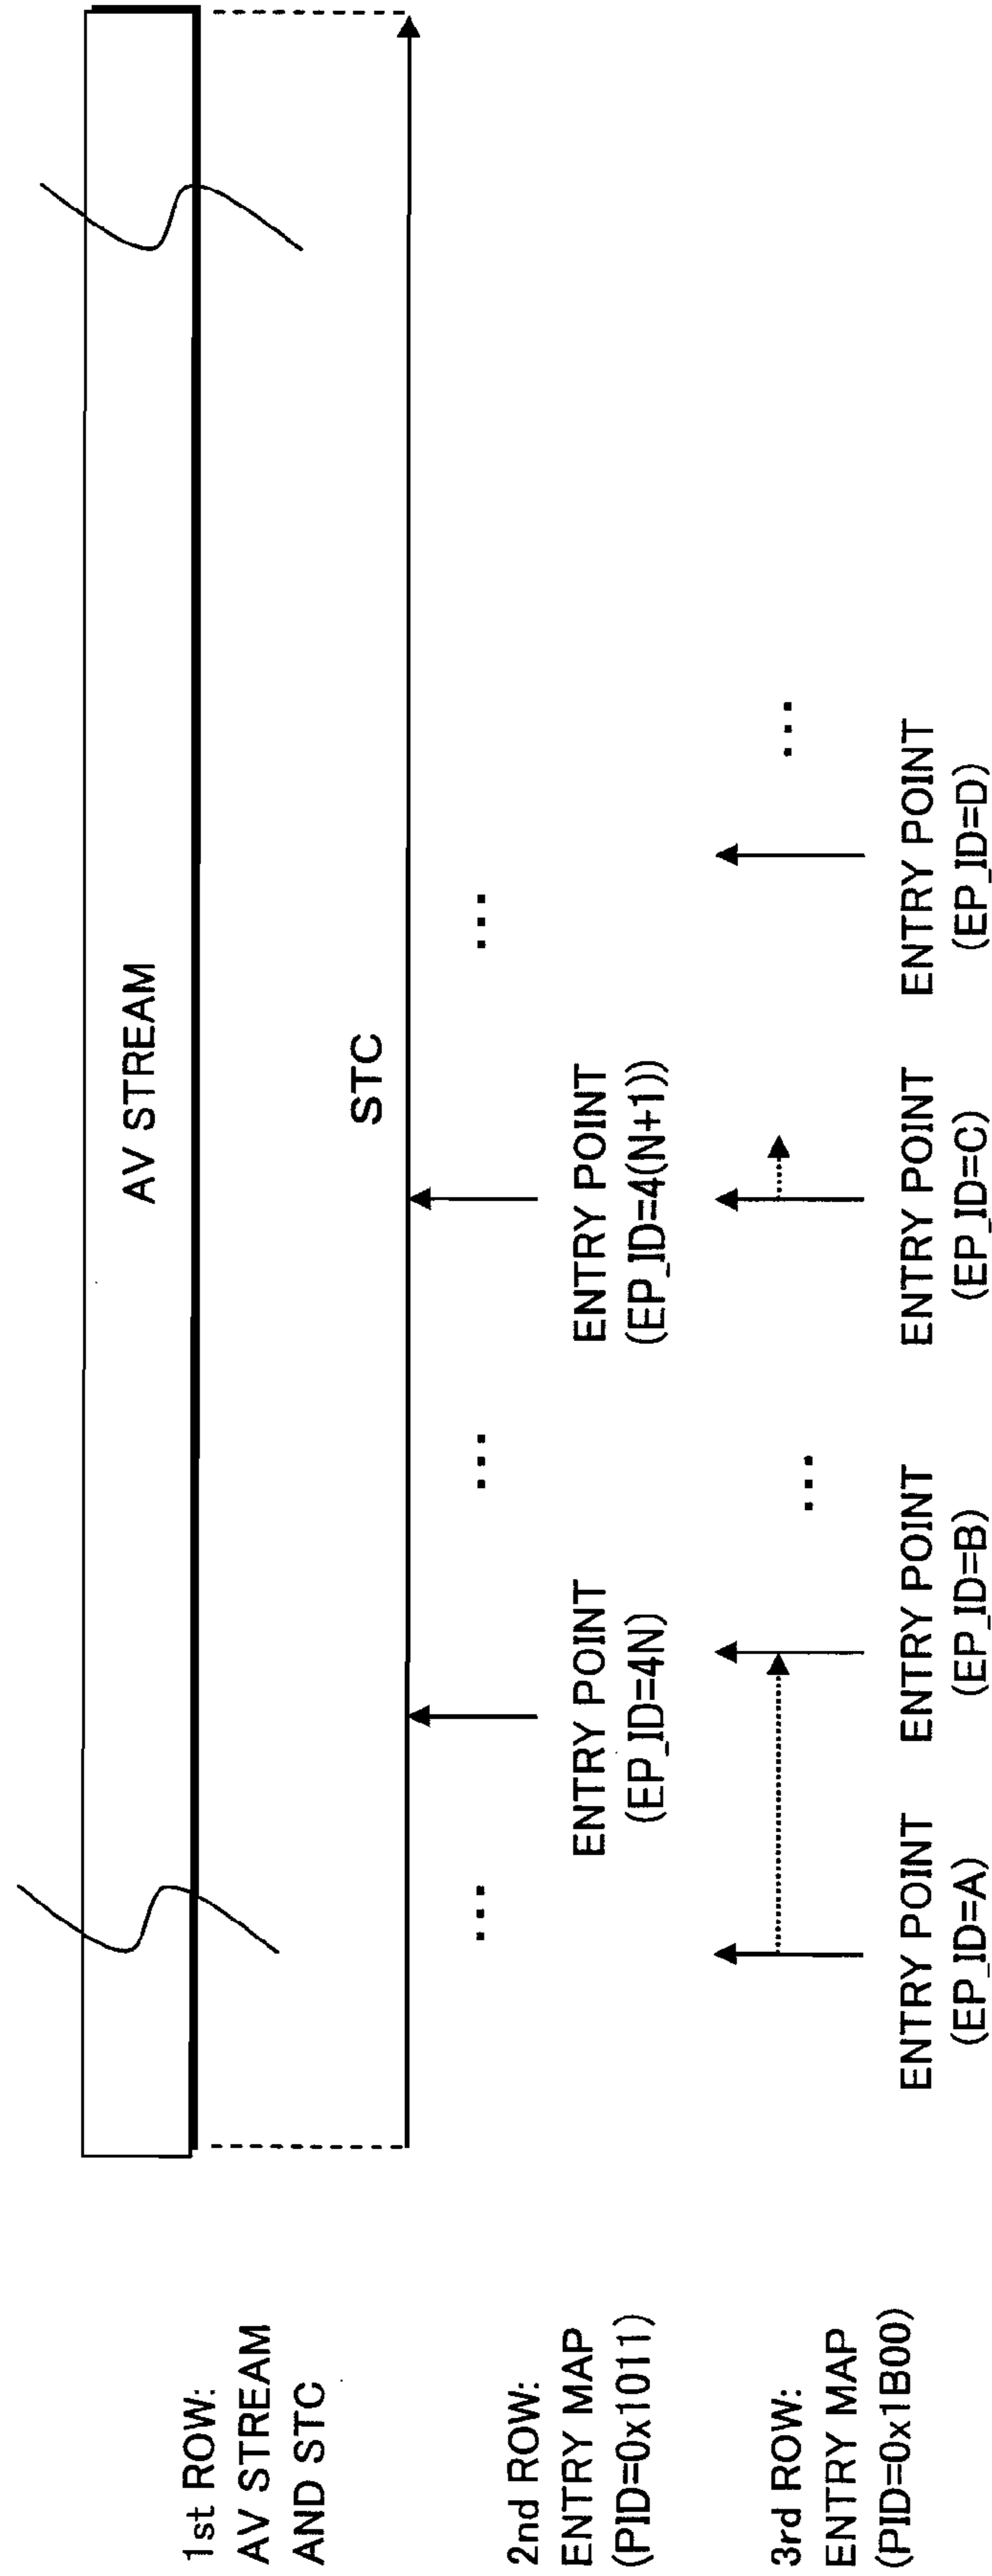 1st ROW:
AV STREAM
AND STC
AV STREAM
STC
2nd ROW:
ENTRY MAP
(PID=0x1011)
...
ENTRY POINT
(EP_ID=4N)
...
ENTRY POINT
(EP_ID=4(N+1))
...
3rd ROW:
ENTRY MAP
(PID=0x1B00)
ENTRY POINT
(EP_ID=A)
ENTRY POINT
(EP_ID=B)
...
ENTRY POINT
(EP_ID=C)
ENTRY POINT
(EP_ID=D)
...